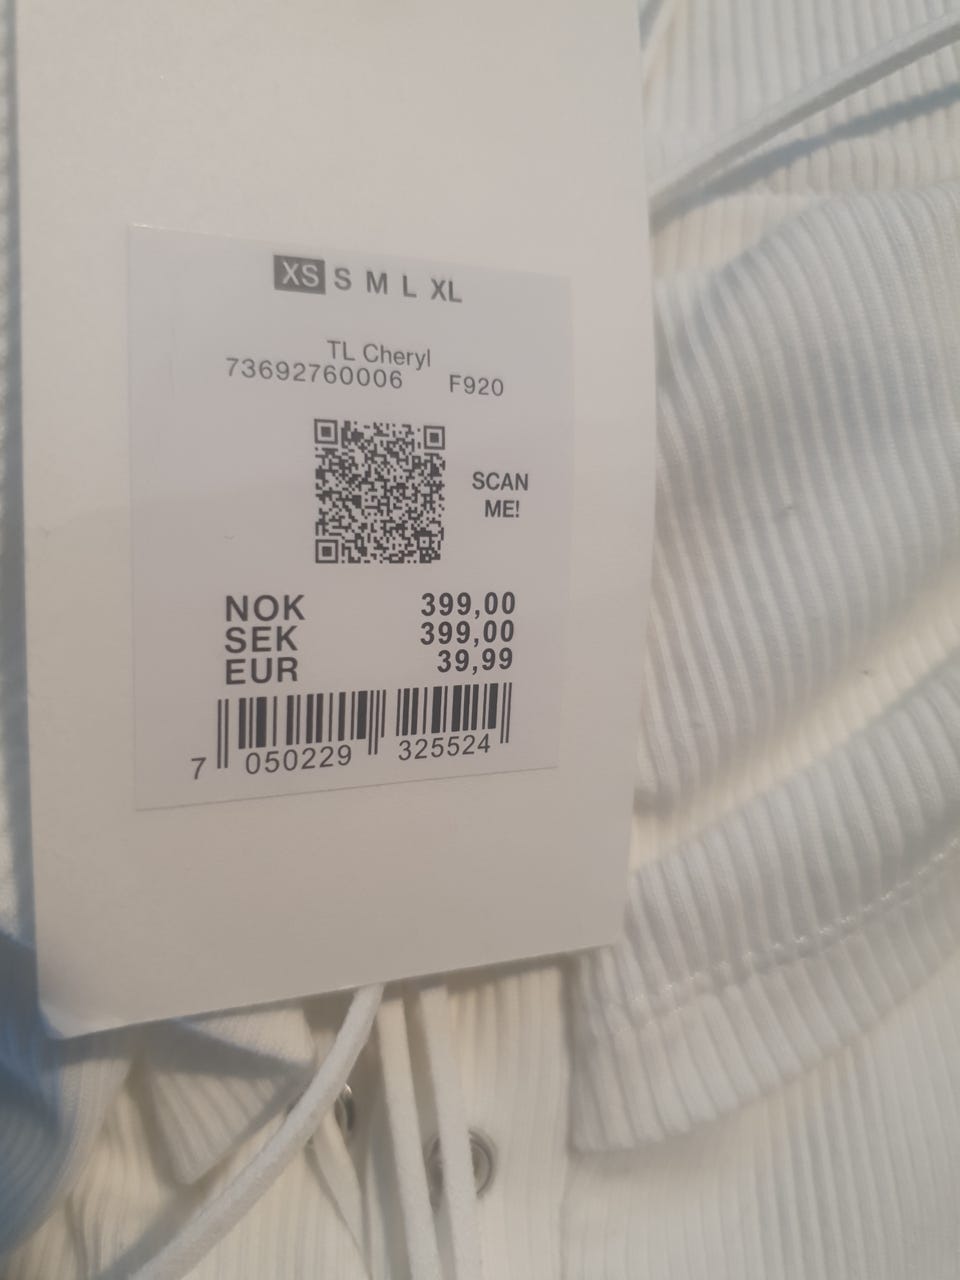 XS S M L XL
TL Cheryl
73692760006 F920
SCAN
ME!
NOK 399,00
SEK 399,00
EUR 39,99
7 050229 325524